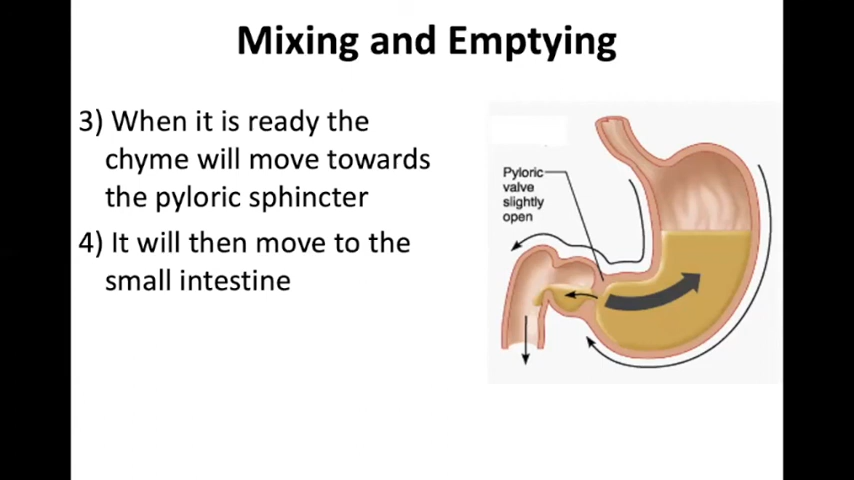 Mixing and Emptying
3) When it is ready the
chyme will move towards
the pyloric sphincter
4) It will then move to the
small intestine
Pyloric
valve
slightly
open